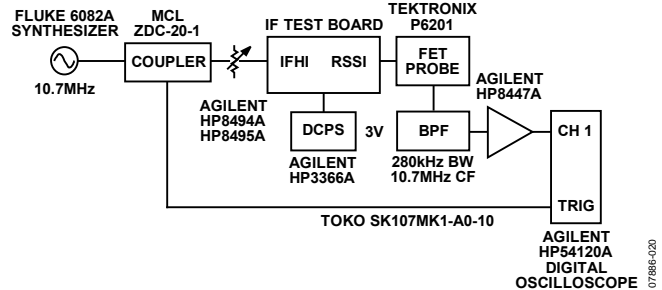 FLUKE 6082A
SYNTHESIZER
10.7MHz
MCL
ZDC-20-1
COUPLER
AGILENT
HP8494A
HP8495A
IF TEST BOARD
IFHI RSSI
DCPS
3V
AGILENT
HP3366A
TEKTRONIX
P6201
FET
PROBE
BPF
280kHz BW
10.7MHz CF
AGILENT
HP8447A
CH 1
TRIG
TOKO SK107MK1-A0-10
AGILENT
HP54120A
DIGITAL
OSCILLOSCOPE
07886-020